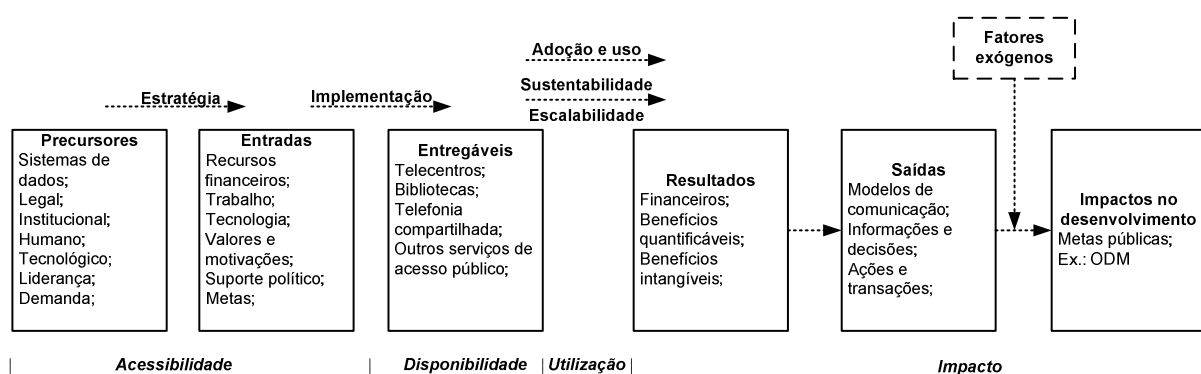 Estratégia
Implementação
Adoção e uso
Sustentabilidade
Escalabilidade
Fatores
exógenos
Precursores
Sistemas de
dados;
Legal;
Institucional;
Humano;
Tecnológico;
Liderança;
Demanda;
Entradas
Recursos
financeiros;
Trabalho;
Tecnologia;
Valores e
motivações;
Suporte político;
Metas;
Entregáveis
Telecentros;
Bibliotecas;
Telefonia
compartilhada;
Outros serviços de
acesso público;
Resultados
Financeiros;
Benefícios
quantificáveis;
Benefícios
intangíveis;
Saídas
Modelos de
comunicação;
Informações e
decisões;
Ações e
transações;
Impactos no
desenvolvimento
Metas públicas;
Ex.: ODM
Acessibilidade
Disponibilidade
Utilização
Impacto